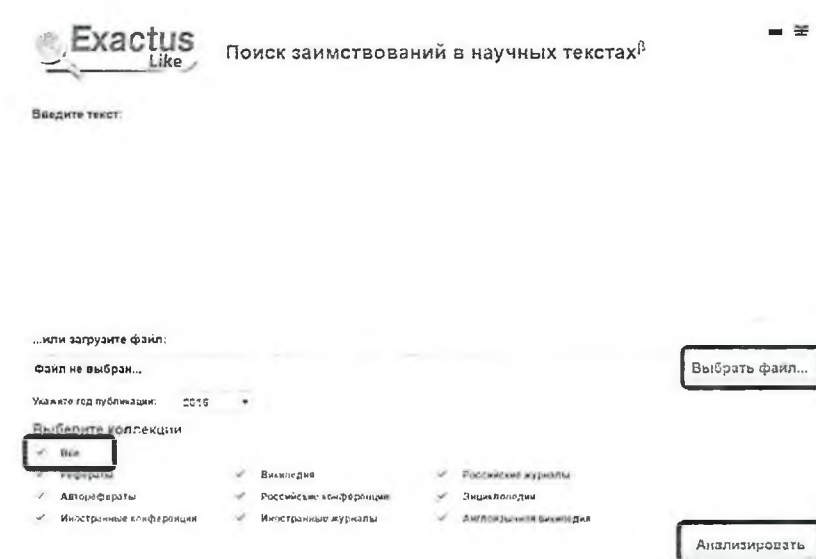 Exactus
Like
Поиск заимствований в научных текстах β
Введите текст:
...или загрузите файл:
Файл не выбран...
Выбрать файл...
Укажите год публикации: 2016
Выберите коллекции
Все
Рефераты
Википедия
Российские журналы
Авторефераты
Российские конференции
Энциклопедии
Иностранные конференции
Иностранные журналы
Англоязычная википедия
Анализировать